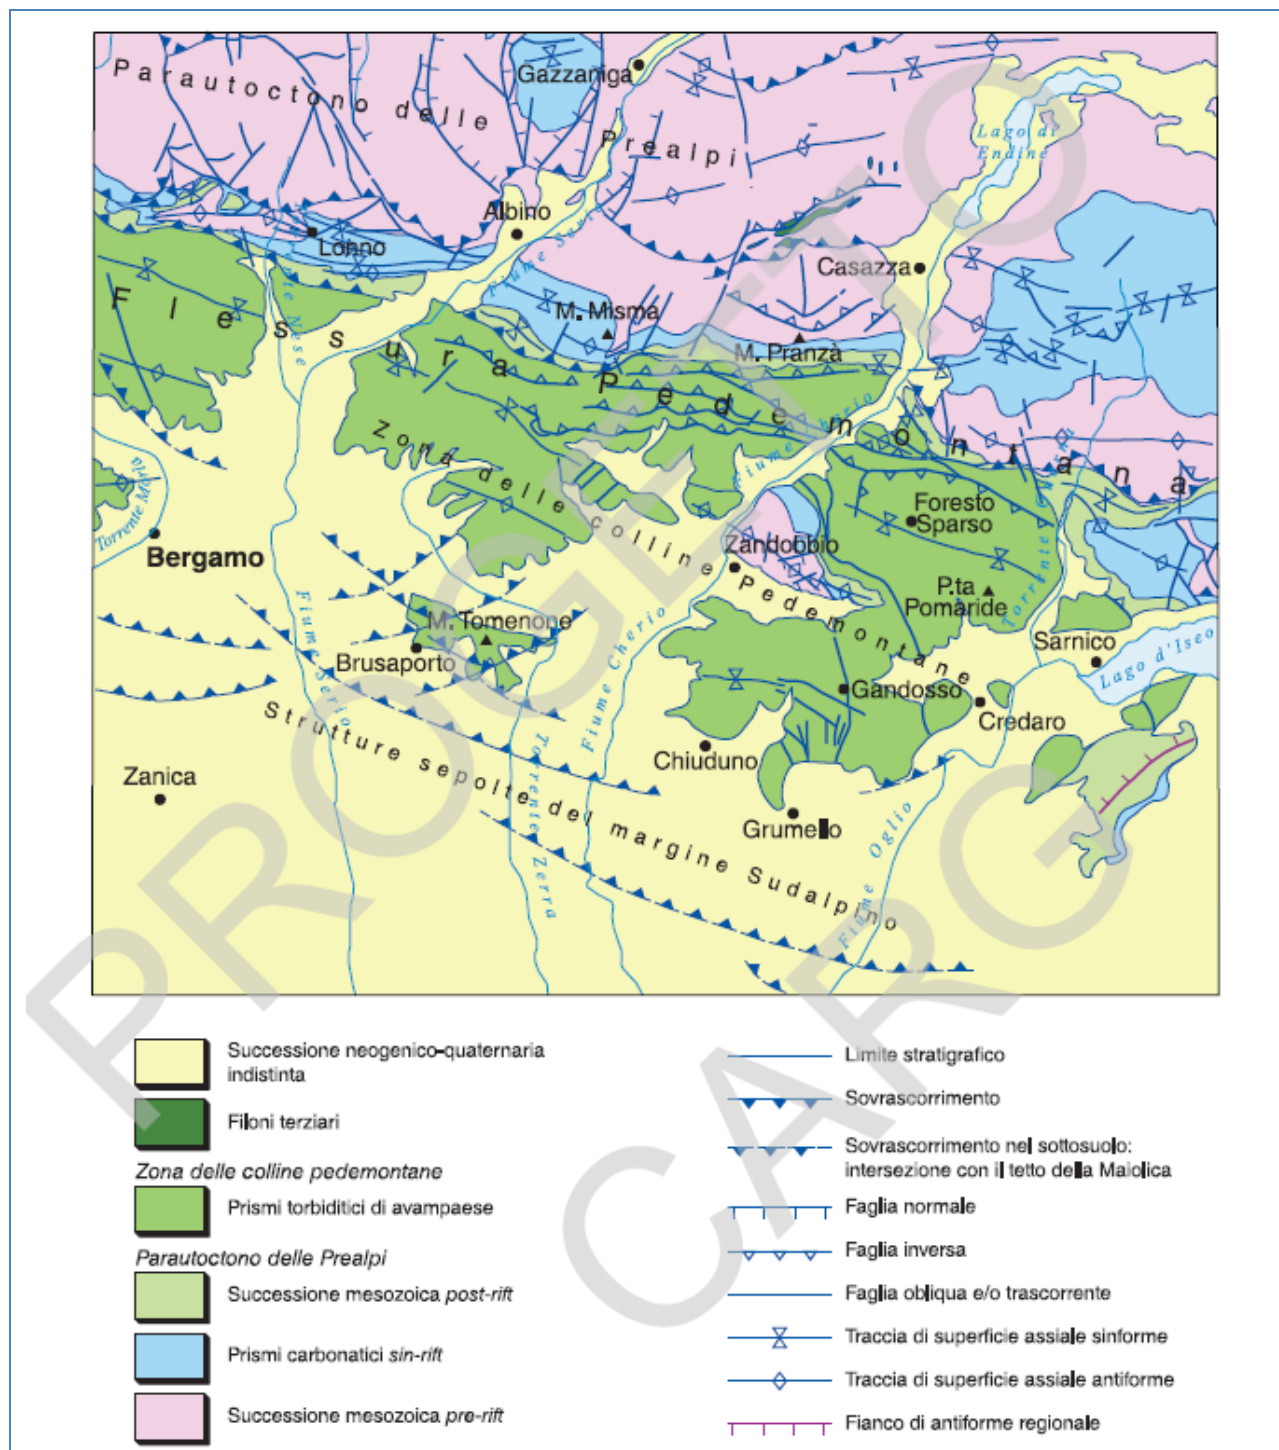 Parautoctono delle Prealpi
Gazzaniga
Lago di
Endine
Albino
Lonno
Fiume Serio
Casazza
M. Misma
M. Pranzà
Flessura Pedemontana
Torrente Nese
Zona delle colline Pedemontane
Fiume Cherio
Torrente Morla
Bergamo
Foresto
Sparso
Zandobbio
P.ta
Pomaride
Torrente
M. Tomenone
Brusaporto
Sarnico
Lago d'Iseo
Fiume Serio
Fiume Cherio
Gandosso
Credaro
Strutture sepolte del margine Sudalpino
Chiuduno
Zanica
Torrente Zerra
Grumello
Fiume Oglio
PROGETTO
CARG
Successione neogenico-quaternaria
indistinta
Filoni terziari
Zona delle colline pedemontane
Prismi torbiditici di avampaese
Parautoctono delle Prealpi
Successione mesozoica post-rift
Prismi carbonatici sin-rift
Successione mesozoica pre-rift
Limite stratigrafico
Sovrascorrimento
Sovrascorrimento nel sottosuolo:
intersezione con il tetto della Maiolica
Faglia normale
Faglia inversa
Faglia obliqua e/o trascorrente
Traccia di superficie assiale sinforme
Traccia di superficie assiale antiforme
Fianco di antiforme regionale